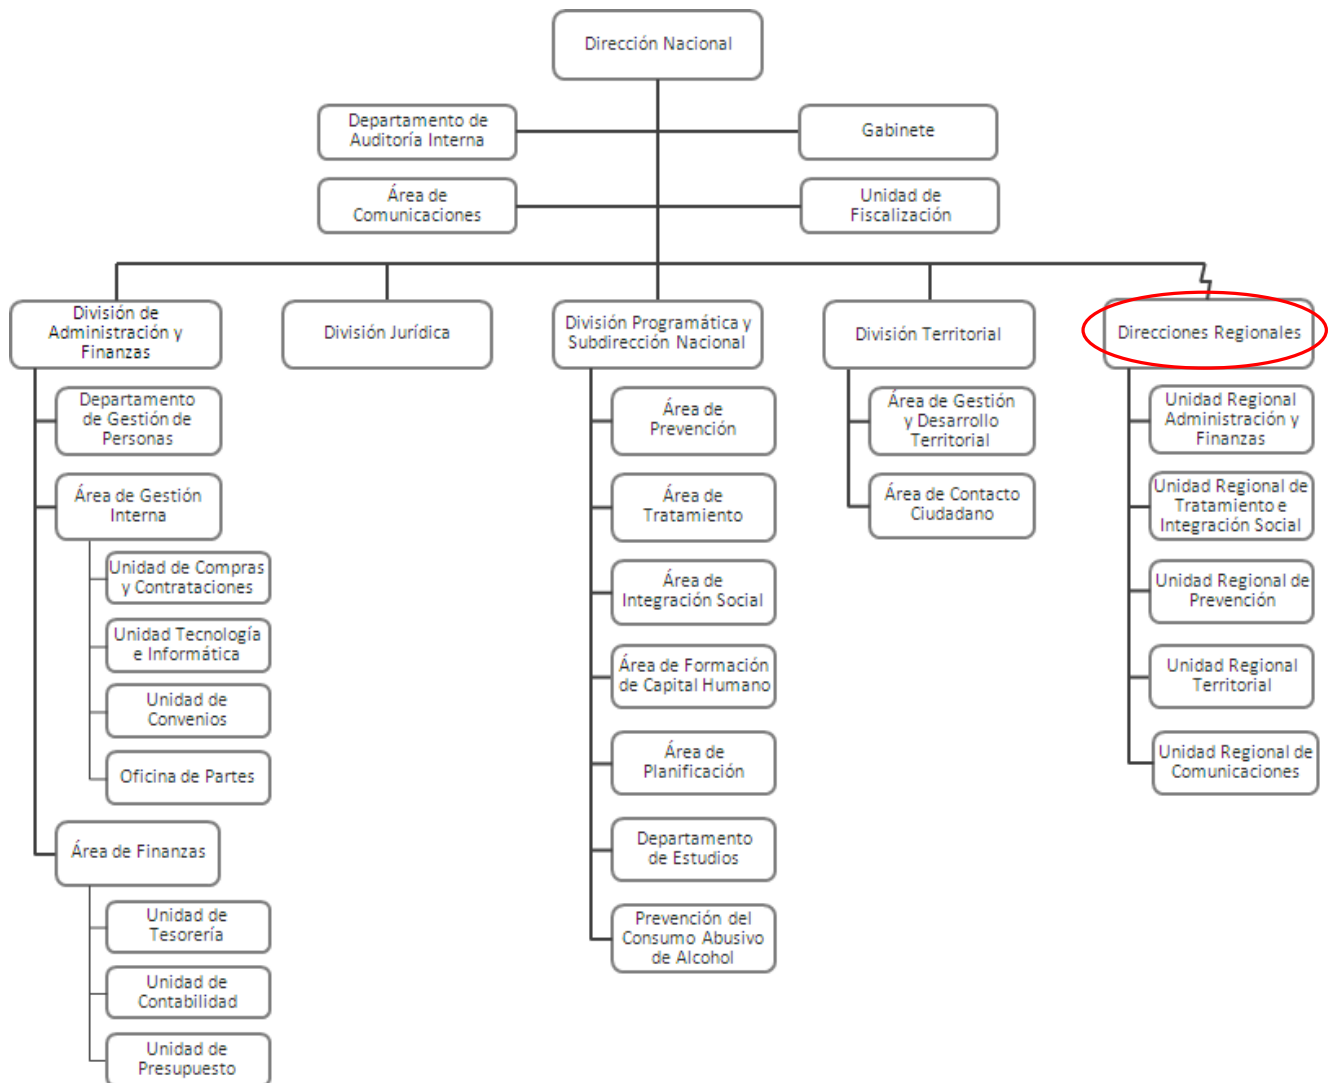 Dirección Nacional
Departamento de
Auditoría Interna
Gabinete
Área de
Comunicaciones
Unidad de
Fiscalización
División de
Administración y
Finanzas
División Jurídica
División Programática y
Subdirección Nacional
División Territorial
Direcciones Regionales
Departamento
de Gestión de
Personas
Área de Gestión
Interna
Unidad de Compras
y Contrataciones
Unidad Tecnología
e Informática
Unidad de
Convenios
Oficina de Partes
Área de Finanzas
Unidad de
Tesorería
Unidad de
Contabilidad
Unidad de
Presupuesto
Área de
Prevención
Área de
Tratamiento
Área de
Integración Social
Área de Formación
de Capital Humano
Área de
Planificación
Departamento
de Estudios
Prevención del
Consumo Abusivo
de Alcohol
Área de Gestión
y Desarrollo
Territorial
Área de Contacto
Ciudadano
Unidad Regional
Administración y
Finanzas
Unidad Regional de
Tratamiento e
Integración Social
Unidad Regional de
Prevención
Unidad Regional
Territorial
Unidad Regional de
Comunicaciones